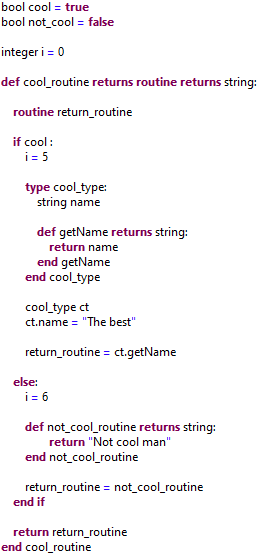 bool cool = true
bool not_cool = false
integer i = 0
def cool_routine returns routine returns string:
routine return_routine
if cool :
i = 5
type cool_type:
string name
def getName returns string:
return name
end getName
end cool_type
cool_type ct
ct.name = "The best"
return_routine = ct.getName
else:
i = 6
def not_cool_routine returns string:
return "Not cool man"
end not_cool_routine
return_routine = not_cool_routine
end if
return return_routine
end cool_routine